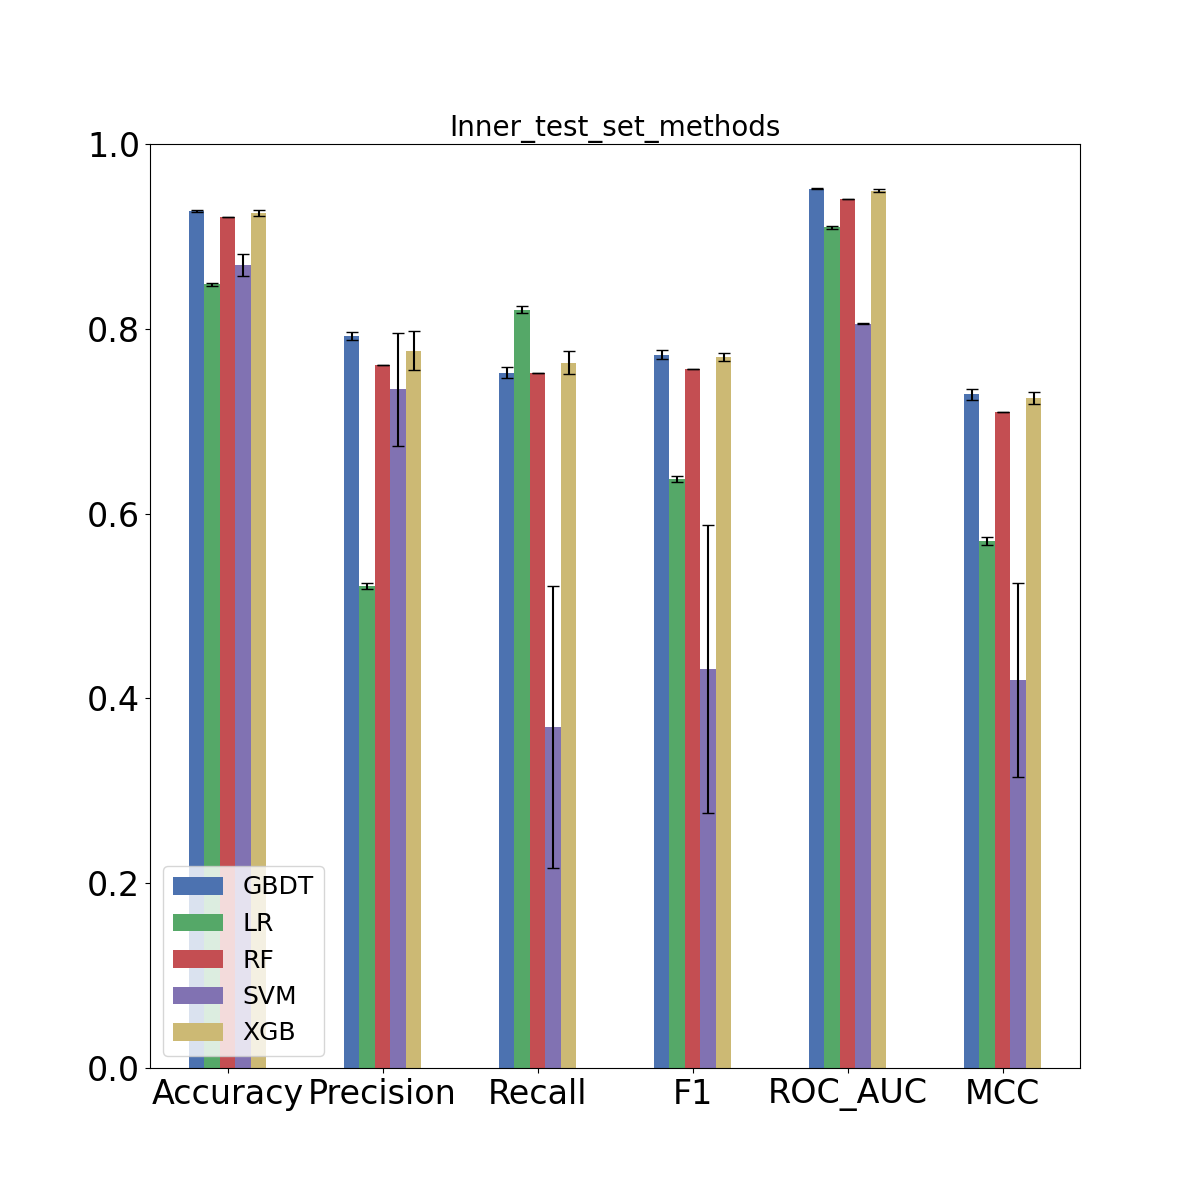 Inner_test_set_methods
1.0
0.8
0.6
0.4
0.2
0.0
GBDT
LR
RF
SVM
XGB
Accuracy Precision Recall F1 ROC_AUC MCC